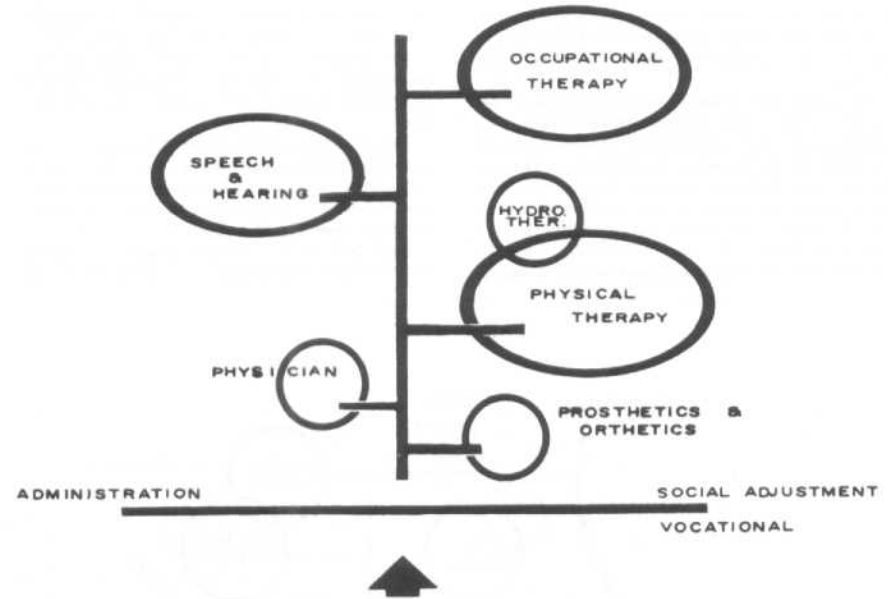 OCCUPATIONAL
THERAPY
SPEECH
&
HEARING
HYDRO.
THER.
PHYSICAL
THERAPY
PHYSICIAN
PROSTHETICS &
ORTHETICS
ADMINISTRATION
SOCIAL ADJUSTMENT
VOCATIONAL